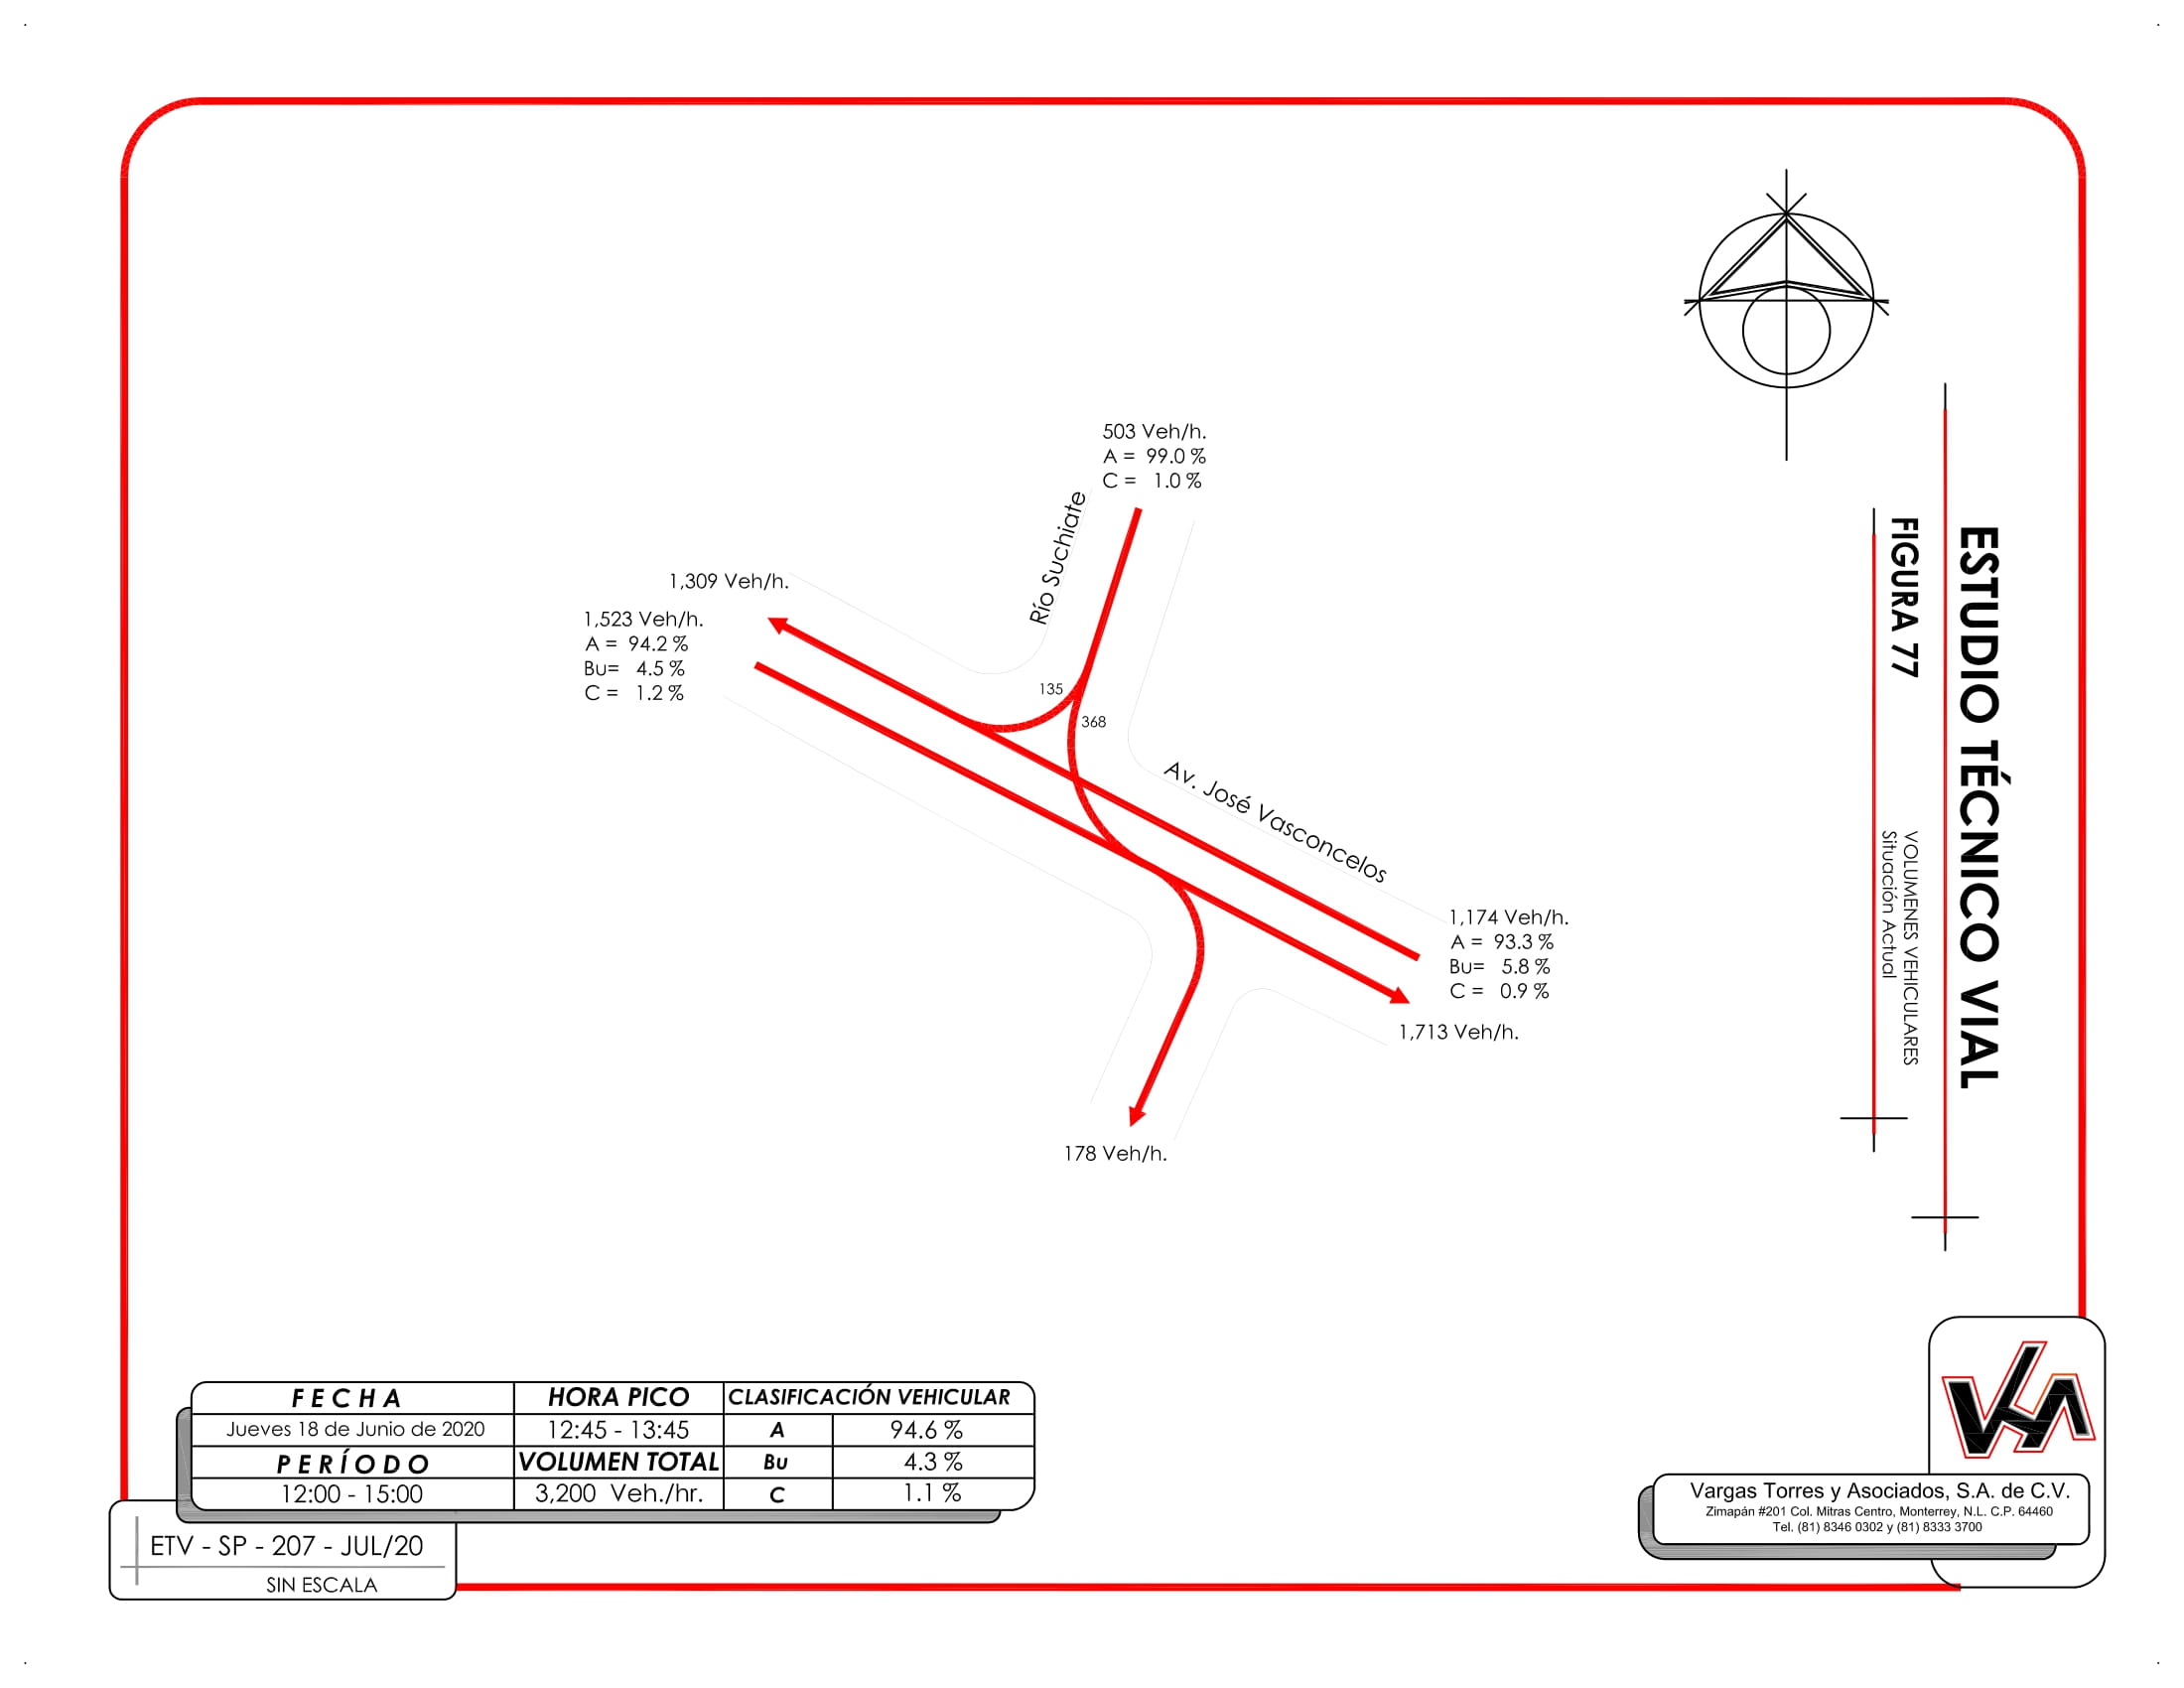 503 Veh/h.
A = 99.0 %
C = 1.0 %
Río Suchiate
1,309 Veh/h.
1,523 Veh/h.
A = 94.2 %
Bu= 4.5 %
C = 1.2 %
135
368
Av. José Vasconcelos
1,174 Veh/h.
A = 93.3 %
Bu= 5.8 %
C = 0.9 %
1,713 Veh/h.
178 Veh/h.
ESTUDIO TÉCNICO VIAL
FIGURA 77
VOLUMENES VEHICULARES
Situación Actual
FECHA HORA PICO CLASIFICACIÓN VEHICULAR
Jueves 18 de Junio de 2020 12:45 - 13:45 A 94.6 %
PERÍODO VOLUMEN TOTAL Bu 4.3 %
12:00 - 15:00 3,200 Veh./hr. C 1.1 %
ETV - SP - 207 - JUL/20
SIN ESCALA
Vargas Torres y Asociados, S.A. de C.V.
Zimapán #201 Col. Mitras Centro, Monterrey, N.L. C.P. 64460
Tel. (81) 8346 0302 y (81) 8333 3700